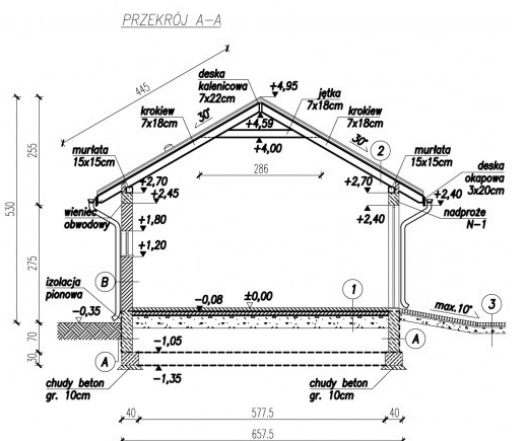 PRZEKRÓJ A-A
445
deska
kalenicowa
7x22cm
+4,95
jętka
7x18cm
krokiew
7x18cm
30°
+4,59
krokiew
7x18cm
+4,00
30°
2
murłata
15x15cm
286
murłata
15x15cm
deska
okapowa
3x20cm
+2,70
+2,45
+2,70
+2,40
wieniec
obwodowy
+1,80
+2,40
nadproże
N-1
+1,20
izolacja
pionowa
B
-0,35
-0,08
±0,00
1
max.10°
3
A
-1,05
A
-1,35
chudy beton
gr. 10cm
chudy beton
gr. 10cm
40
577.5
40
657.5
530
255
275
70
30